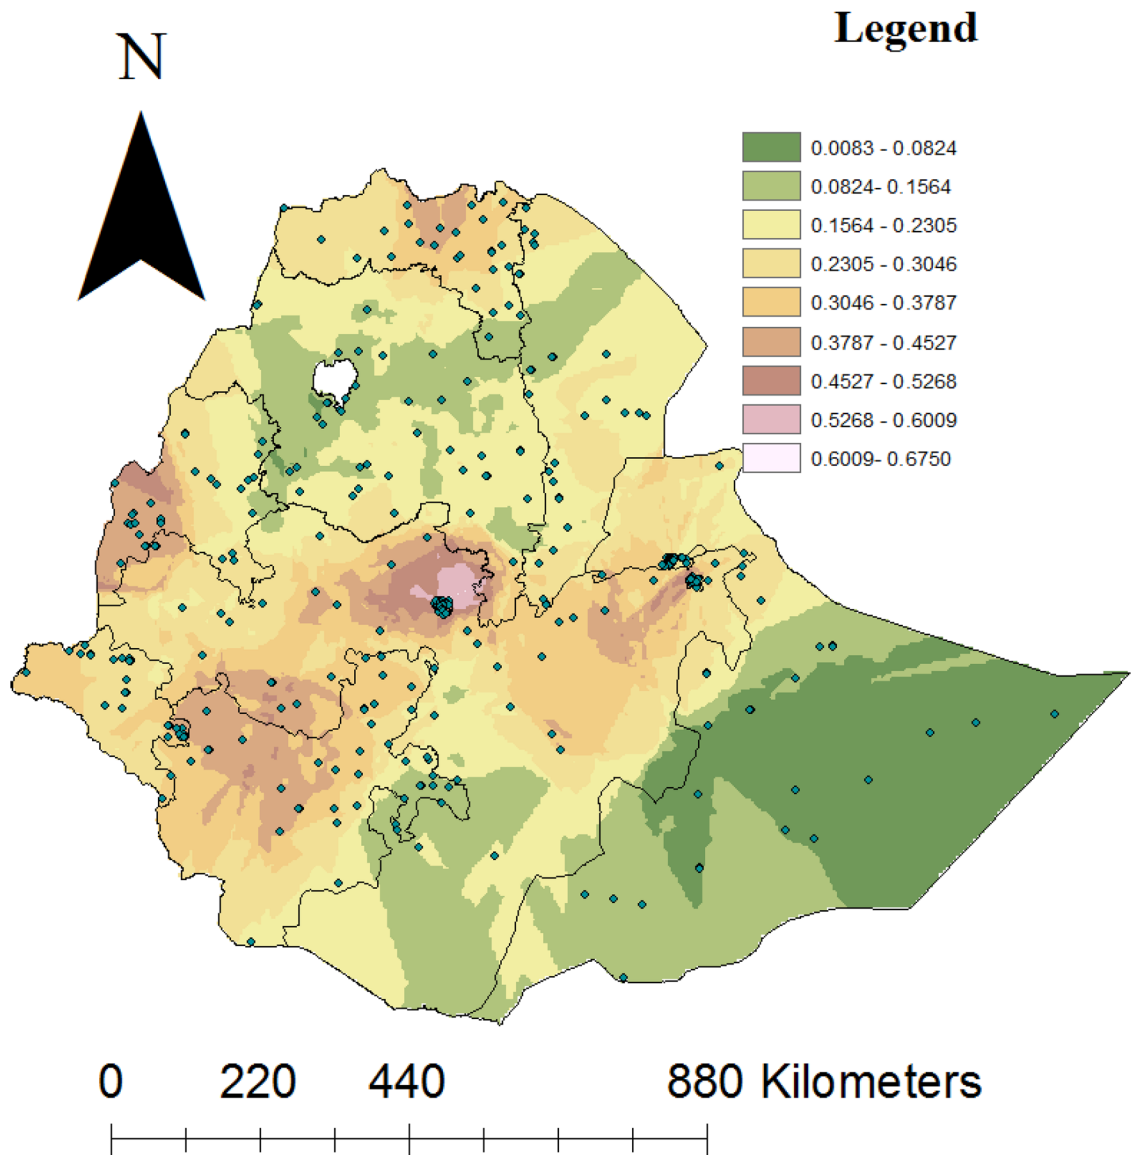 Legend
N
0.0083 - 0.0824
0.0824- 0.1564
0.1564 - 0.2305
0.2305 - 0.3046
0.3046 - 0.3787
0.3787 - 0.4527
0.4527 - 0.5268
0.5268 - 0.6009
0.6009- 0.6750
0 220 440 880 Kilometers